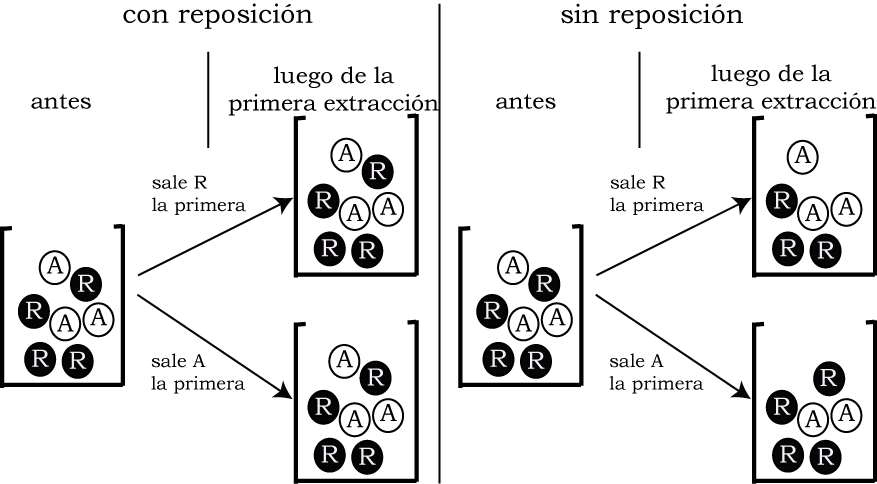 con reposición
antes
luego de la
primera extracción
sale R
la primera
A
R
R
A
A
R
R
sale A
la primera
A
R
R
A
A
R
R
A
R
R
A
A
R
R
sin reposición
antes
luego de la
primera extracción
sale R
la primera
A
R
A
A
R
R
sale A
la primera
A
R
R
A
A
R
R
R
R
A
A
R
R